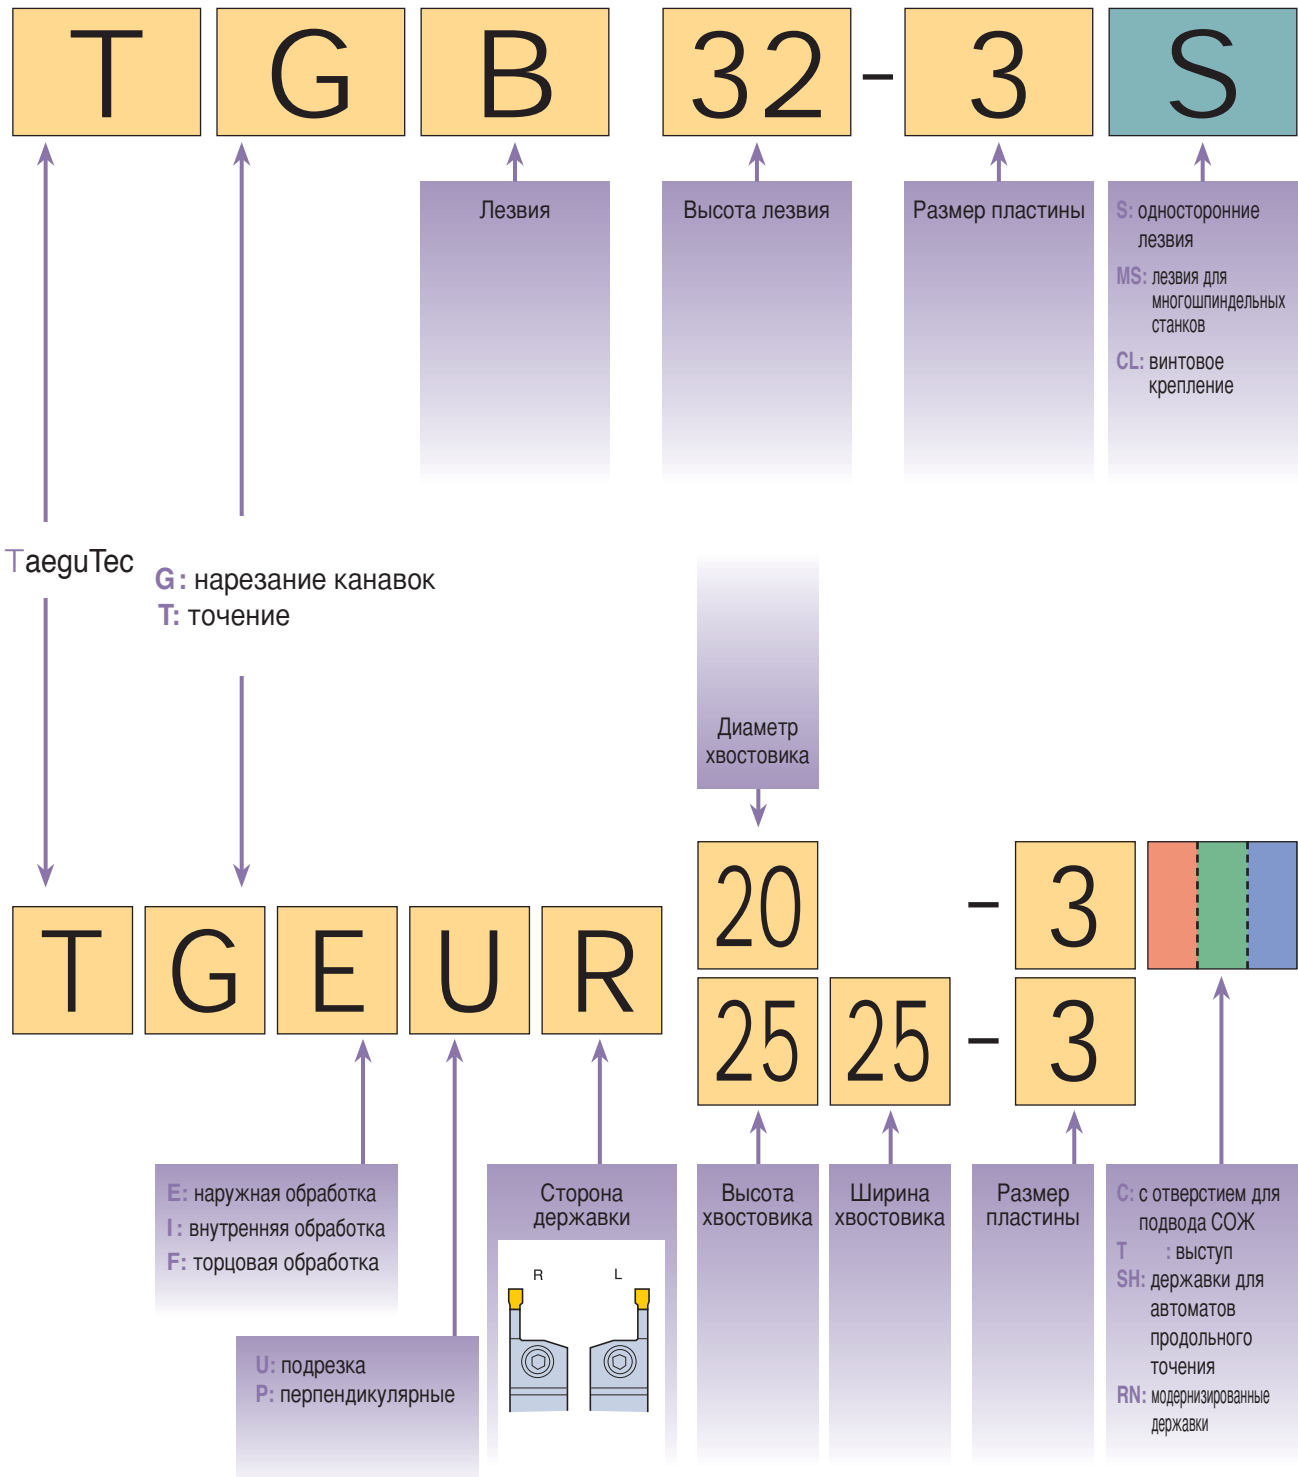 T G B 32 - 3 S
Лезвия
Высота лезвия
Размер пластины
S: односторонние
лезвия
MS: лезвия для
многошпиндельных
станков
CL: винтовое
крепление
TaeguTec
G: нарезание канавок
T: точение
Диаметр
хвостовика
20 - 3
T G E U R
25 25 - 3
E: наружная обработка
I: внутренняя обработка
F: торцовая обработка
U: подрезка
P: перпендикулярные
Сторона
державки
R L
Высота
хвостовика
Ширина
хвостовика
Размер
пластины
C: с отверстием для
подвода СОЖ
T : выступ
SH: державки для
автоматов
продольного
точения
RN: модернизированные
державки